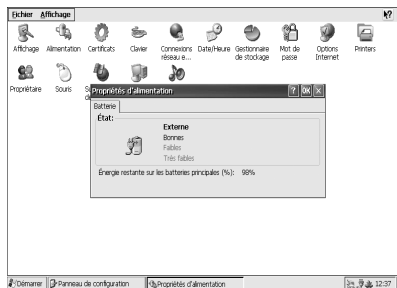 Fichier Affichage
Affichage Alimentation Certificats Clavier Connexions réseau e... Date/Heure Gestionnaire de stockage Mot de passe Options Internet Printers
Propriétaire Souris
Propriétés d'alimentation ? OK ×
Batterie
État:
Externe
Bonnes
Faibles
Très faibles
Énergie restante sur les batteries principales (%): 98%
Démarrer Panneau de configuration Propriétés d'alimentation 12:37